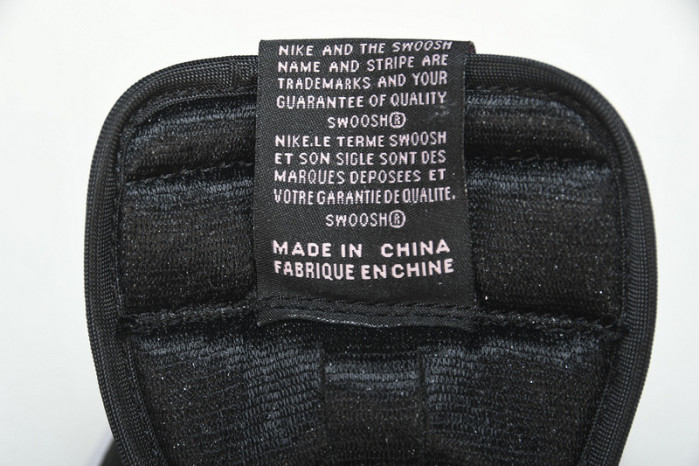 NIKE AND THE SWOOSH
NAME AND STRIPE ARE
TRADEMARKS AND YOUR
GUARANTEE OF QUALITY
SWOOSH®
NIKE.LE TERME SWOOSH
ET SON SIGLE SONT DES
MARQUES DEPOSEES ET
VOTRE GARANTIE DE QUALITE.
SWOOSH®
MADE IN CHINA
FABRIQUE EN CHINE